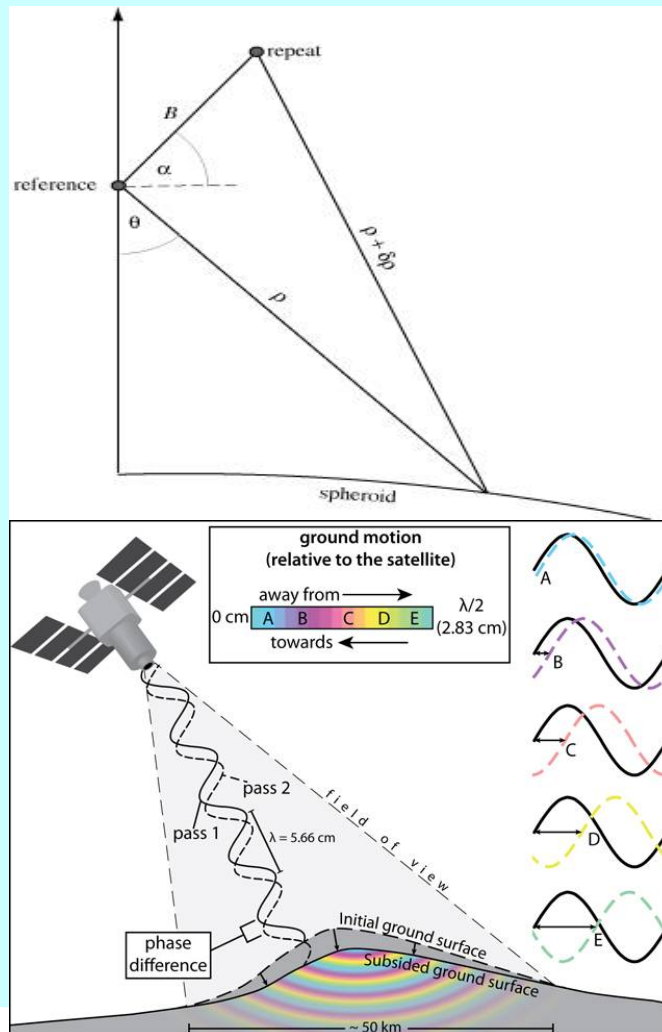 repeat
B
α
reference
θ
ρ + δρ
ρ
spheroid
ground motion
(relative to the satellite)
away from
0 cm A B C D E λ/2
(2.83 cm)
towards
A
B
C
D
E
pass 2
pass 1
λ = 5.66 cm
field of view
phase
difference
Initial ground surface
Subsided ground surface
~ 50 km